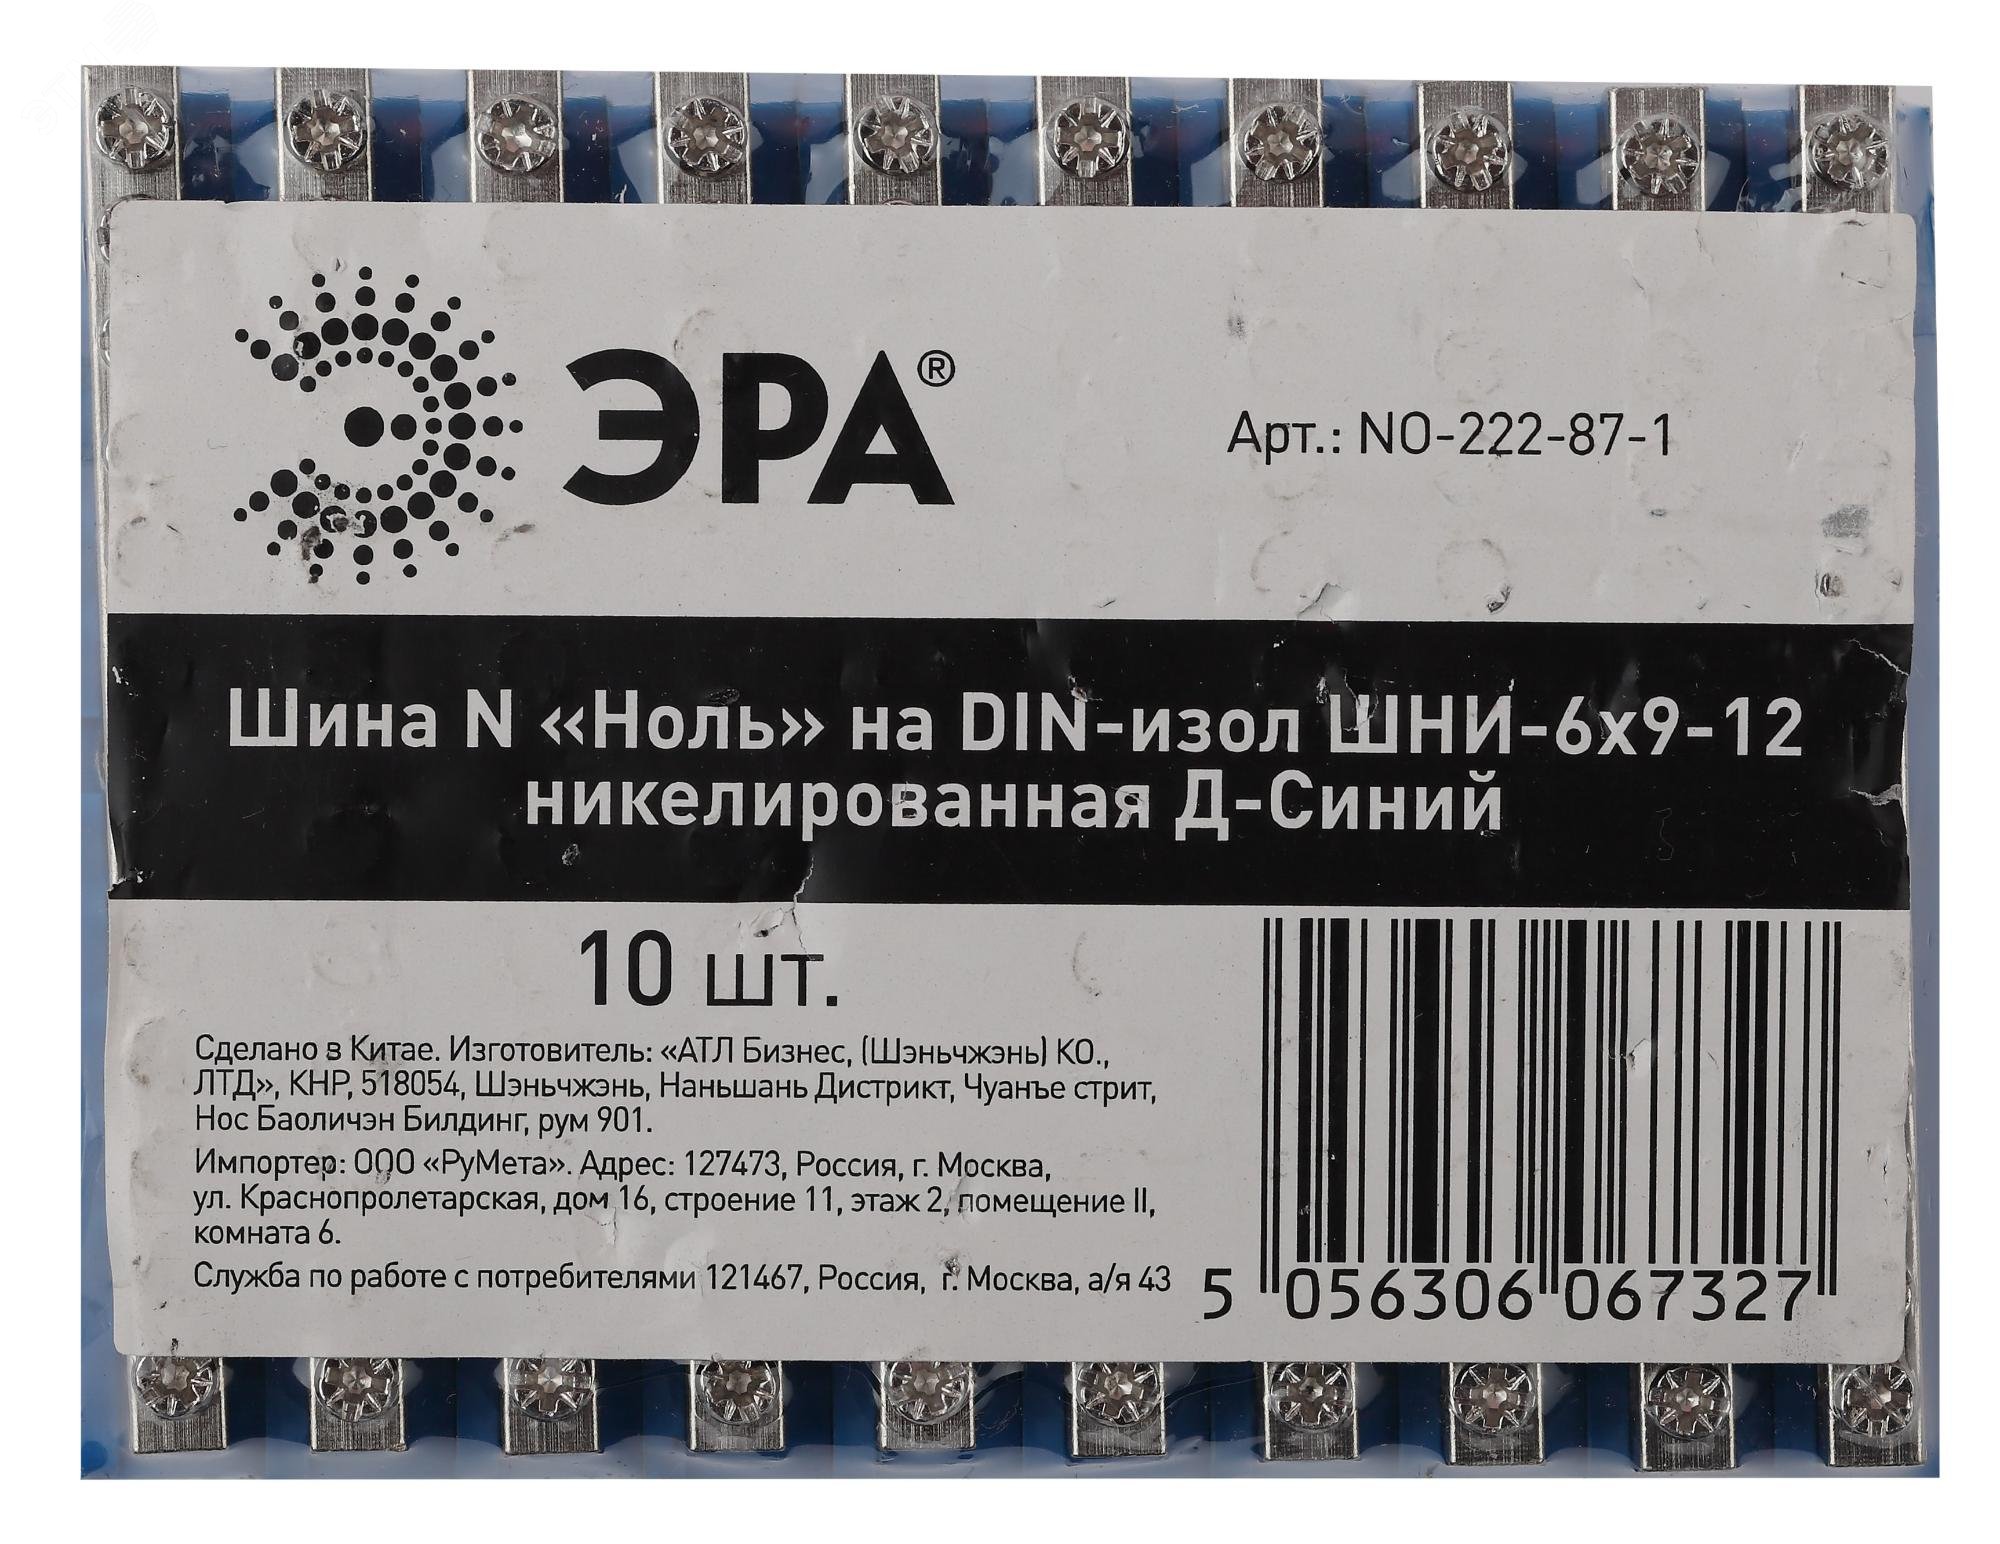 ЭРА®
Арт.: NO-222-87-1
Шина N «Ноль» на DIN-изол ШНИ-6х9-12
никелированная Д-Синий
10 шт.
Сделано в Китае. Изготовитель: «АТЛ Бизнес, (Шэньчжэнь) КО.,
ЛТД», КНР, 518054, Шэньчжэнь, Наньшань Дистрикт, Чуанъе стрит,
Нос Баоличэн Билдинг, рум 901.
Импортер: ООО «РуМета». Адрес: 127473, Россия, г. Москва,
ул. Краснопролетарская, дом 16, строение 11, этаж 2, помещение II,
комната 6.
Служба по работе с потребителями 121467, Россия, г. Москва, а/я 43
5 056306 067327